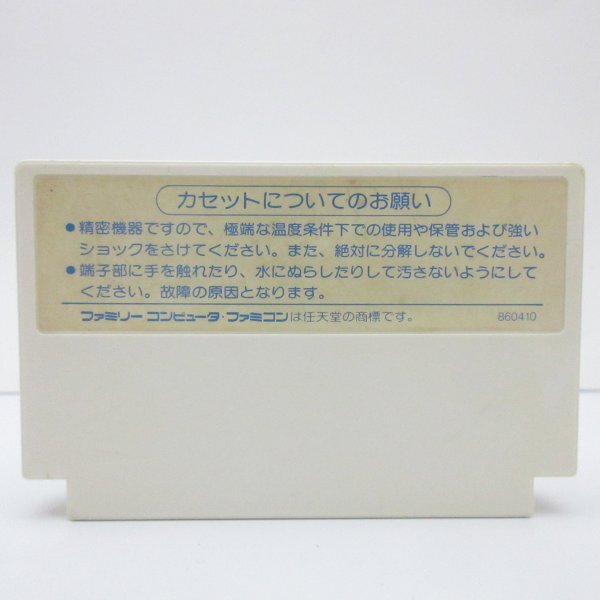 カセットについてのお願い
●精密機器ですので、極端な温度条件下での使用や保管および強い
ショックをさけてください。また、絶対に分解しないでください。
●端子部に手を触れたり、水にぬらしたりして汚さないようにして
ください。故障の原因となります。
ファミリーコンピュータ・ファミコンは任天堂の商標です。 860410